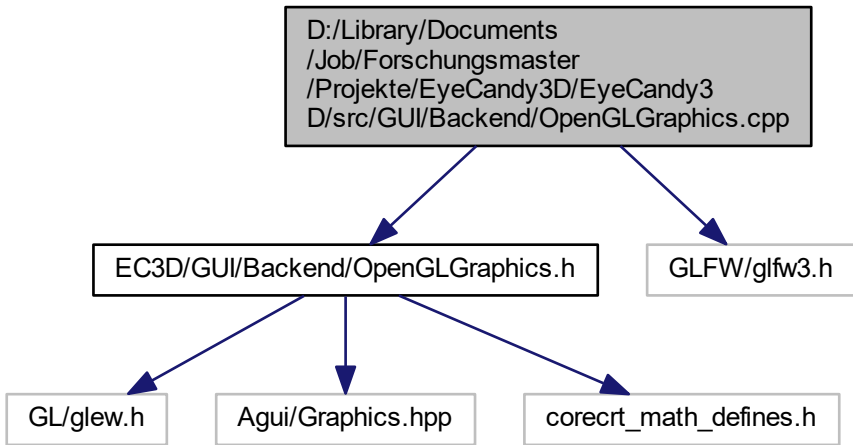 D:/Library/Documents
/Job/Forschungsmaster
/Projekte/EyeCandy3D/EyeCandy3
D/src/GUI/Backend/OpenGLGraphics.cpp
EC3D/GUI/Backend/OpenGLGraphics.h
GLFW/glfw3.h
GL/glew.h
Agui/Graphics.hpp
corecrt_math_defines.h